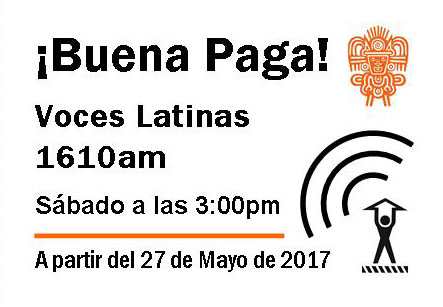 ¡Buena Paga!
Voces Latinas
1610am
Sábado a las 3:00pm
A partir del 27 de Mayo de 2017